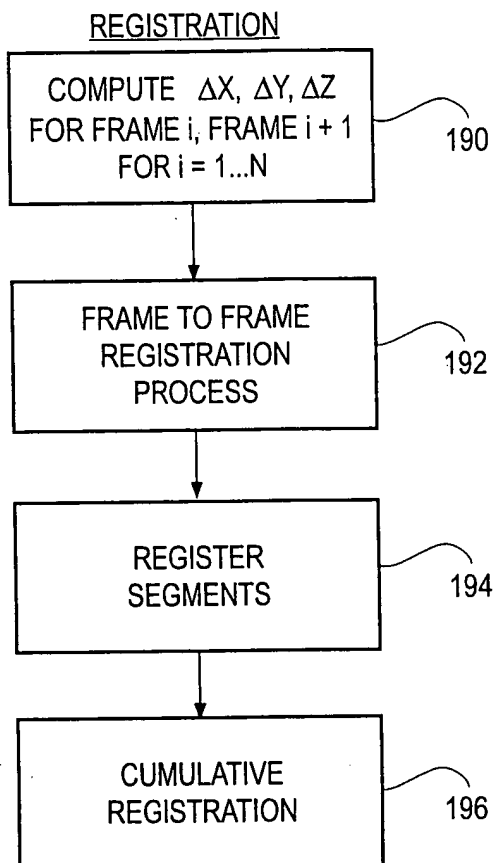 REGISTRATION
COMPUTE ΔX, ΔY, ΔZ
FOR FRAME i, FRAME i + 1
FOR i = 1...N
190
FRAME TO FRAME
REGISTRATION
PROCESS
192
REGISTER
SEGMENTS
194
CUMULATIVE
REGISTRATION
196